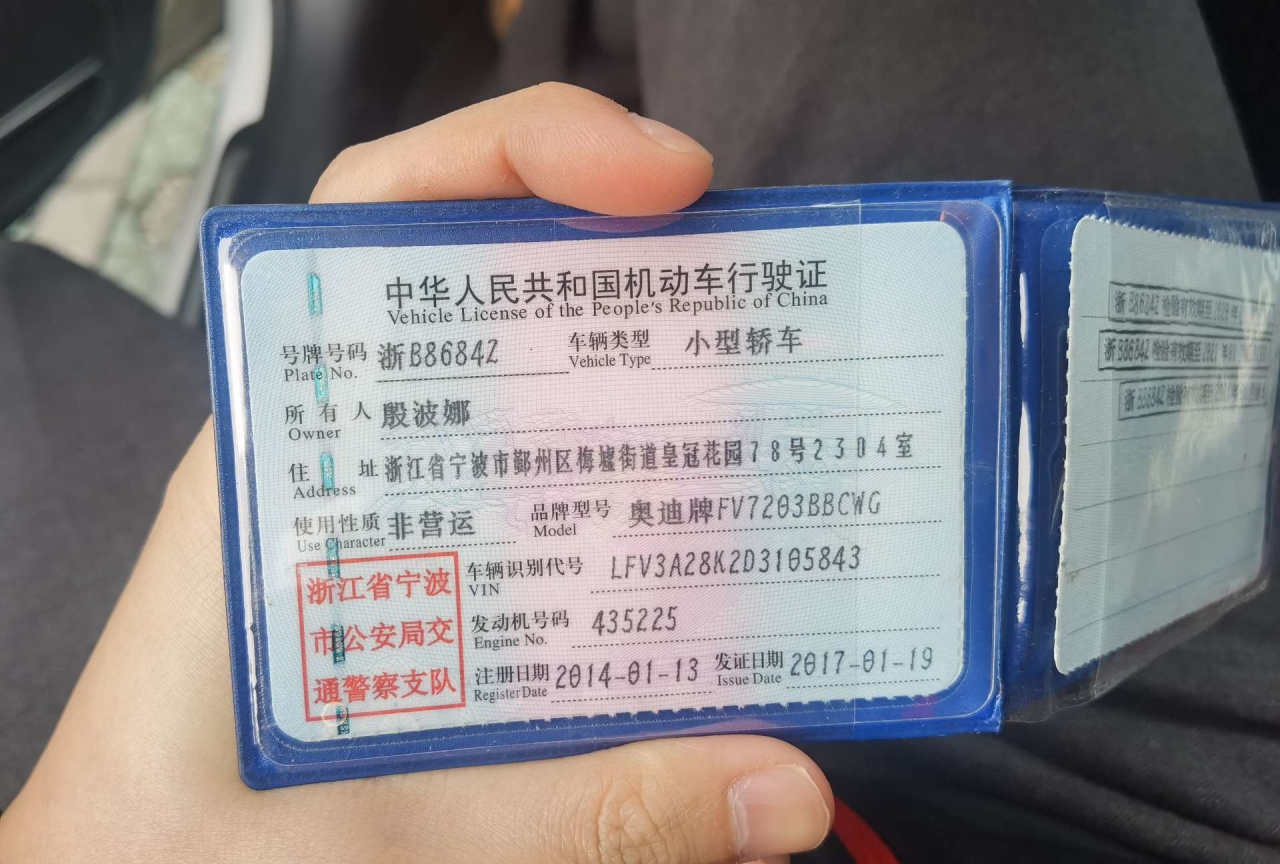 中华人民共和国机动车行驶证
Vehicle License of the People's Republic of China
号牌号码 浙B86842 车辆类型 小型轿车
Plate No. Vehicle Type
所有人 殷波娜
Owner
住址 浙江省宁波市鄞州区梅墟街道皇冠花园78号2304室
Address
使用性质 非营运 品牌型号 奥迪牌FV7203BBCWG
Use Character Model
浙江省宁波
市公安局交
通警察支队
车辆识别代号 LFV3A28K2D3105843
VIN
发动机号码 435225
Engine No.
注册日期 2014-01-13 发证日期 2017-01-19
Register Date Issue Date
浙B86842 检验有效期至
浙B86842 检验有效期至
浙B86842 检验有效期至